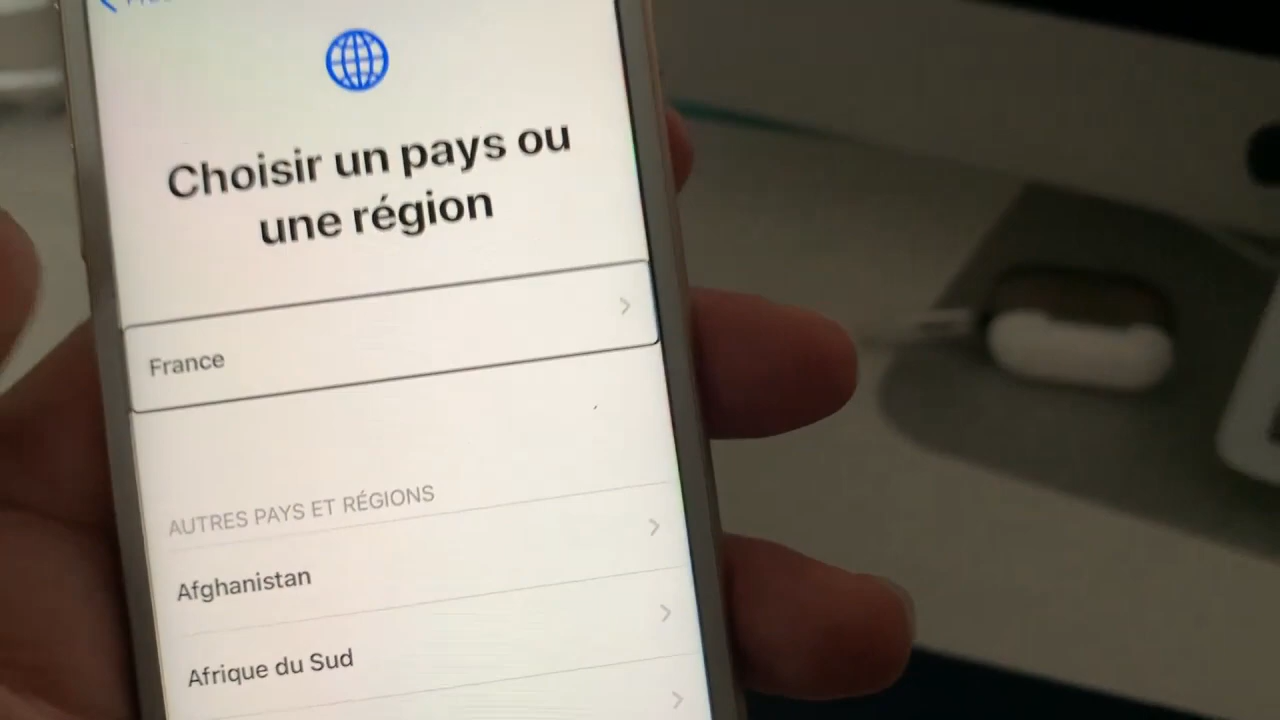 Choisir un pays ou
une région
France
AUTRES PAYS ET RÉGIONS
Afghanistan
Afrique du Sud